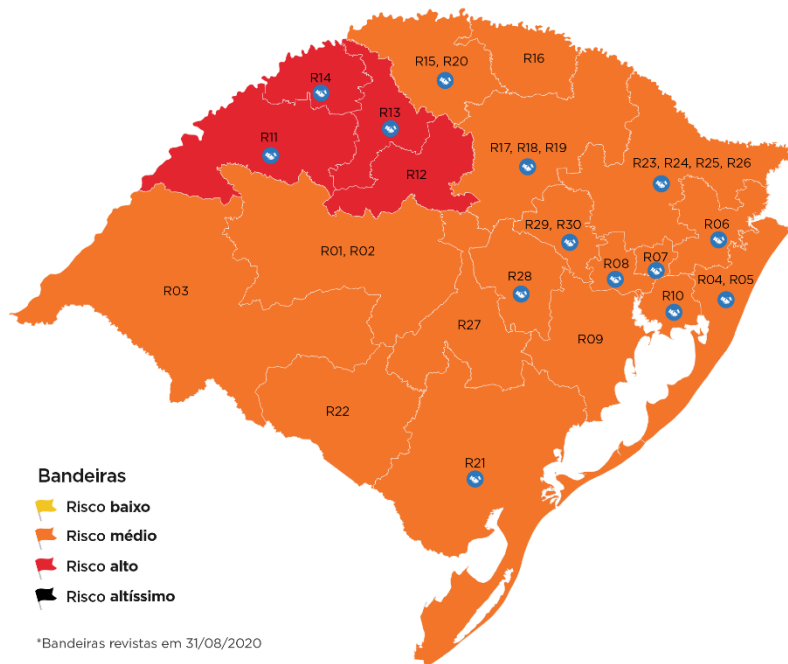 R15, R20
R16
R14
R13
R11
R17, R18, R19
R23, R24, R25, R26
R12
R06
R29, R30
R01, R02
R08
R07
R28
R04, R05
R03
R10
R27
R09
R22
R21
Bandeiras
Risco baixo
Risco médio
Risco alto
Risco altíssimo
*Bandeiras revistas em 31/08/2020